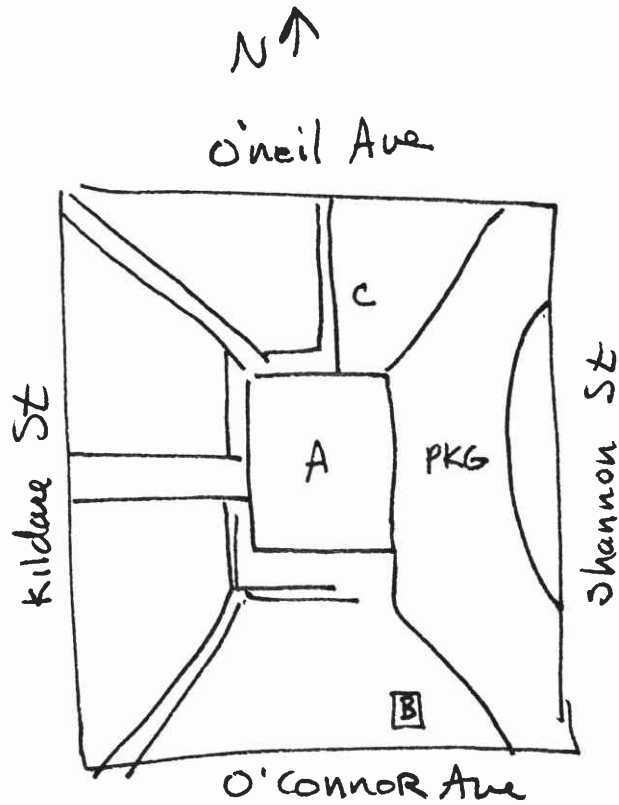 N
O'neil Ave
C
Kildare St
A
PKG
Shannon St
B
O'Connor Ave